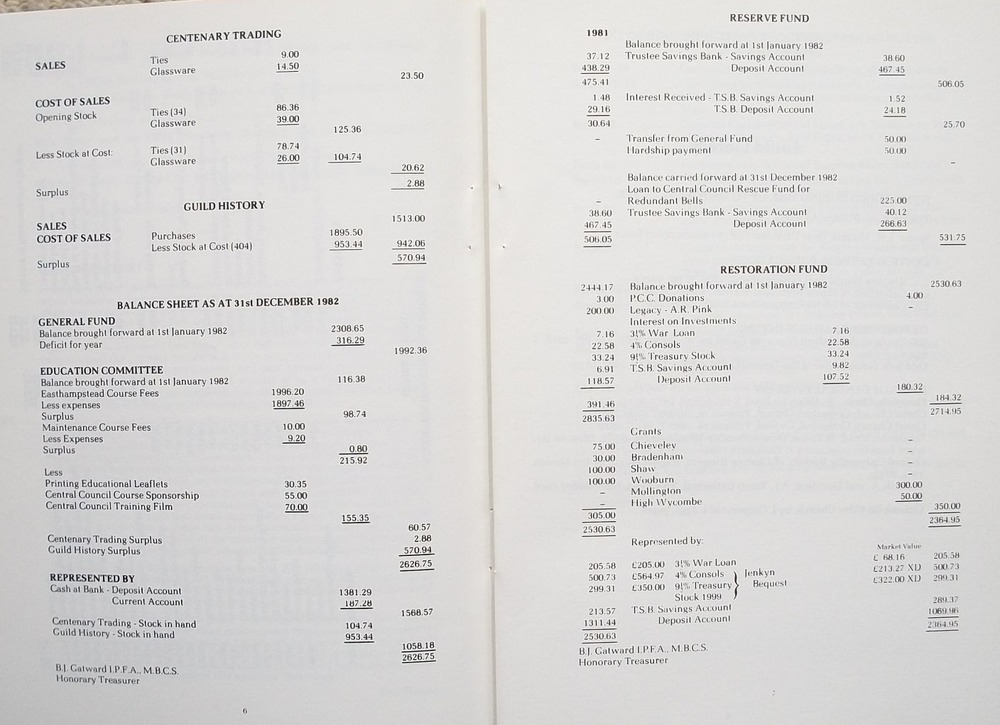 CENTENARY TRADING
SALES Ties 9.00
Glassware 14.50
23.50
COST OF SALES
Opening Stock Ties (34) 86.36
Glassware 39.00
125.36
Less Stock at Cost: Ties (31) 78.74
Glassware 26.00 104.74
20.62
Surplus 2.88
GUILD HISTORY
SALES 1513.00
COST OF SALES Purchases 1895.50
Less Stock at Cost (404) 953.44 942.06
Surplus 570.94
BALANCE SHEET AS AT 31st DECEMBER 1982
GENERAL FUND
Balance brought forward at 1st January 1982 2308.65
Deficit for year 316.29
1992.36
EDUCATION COMMITTEE
Balance brought forward at 1st January 1982 116.38
Easthampstead Course Fees 1996.20
Less expenses 1897.46
Surplus 98.74
Maintenance Course Fees 10.00
Less Expenses 9.20
Surplus 0.80
215.92
Less
Printing Educational Leaflets 30.35
Central Council Course Sponsorship 55.00
Central Council Training Film 70.00
155.35
60.57
Centenary Trading Surplus 2.88
Guild History Surplus 570.94
2626.75
REPRESENTED BY
Cash at Bank - Deposit Account 1381.29
Current Account 187.28
1568.57
Centenary Trading - Stock in hand 104.74
Guild History - Stock in hand 953.44
1058.18
2626.75
B.J. Gatward I.P.F.A., M.B.C.S.
Honorary Treasurer
6
RESERVE FUND
1981
Balance brought forward at 1st January 1982
37.12 Trustee Savings Bank - Savings Account 38.60
438.29 Deposit Account 467.45
475.41 506.05
1.48 Interest Received - T.S.B. Savings Account 1.52
29.16 T.S.B. Deposit Account 24.18
30.64 25.70
– Transfer from General Fund 50.00
Hardship payment 50.00
–
Balance carried forward at 31st December 1982
Loan to Central Council Rescue Fund for
– Redundant Bells 225.00
38.60 Trustee Savings Bank - Savings Account 40.12
467.45 Deposit Account 266.63
506.05 531.75
RESTORATION FUND
2444.17 Balance brought forward at 1st January 1982 2530.63
3.00 P.C.C. Donations 4.00
200.00 Legacy - A.R. Pink –
Interest on Investments
7.16 3½% War Loan 7.16
22.58 4% Consols 22.58
33.24 9½% Treasury Stock 33.24
6.91 T.S.B. Savings Account 9.82
118.57 Deposit Account 107.52
180.32
391.46 184.32
2835.63 2714.95
Grants
75.00 Chieveley –
30.00 Bradenham –
100.00 Shaw –
100.00 Wooburn –
– Mollington 300.00
– High Wycombe 50.00
305.00 350.00
2530.63 2364.95
Represented by: Market Value
205.58 £205.00 3½% War Loan £ 68.16 205.58
500.73 £564.97 4% Consols Jenkyn £213.27 XD 500.73
299.31 £350.00 9½% Treasury Bequest £322.00 XD 299.31
Stock 1999
213.57 T.S.B. Savings Account 289.37
1311.44 Deposit Account 1069.96
2530.63 2364.95
B.J. Gatward I.P.F.A., M.B.C.S.
Honorary Treasurer